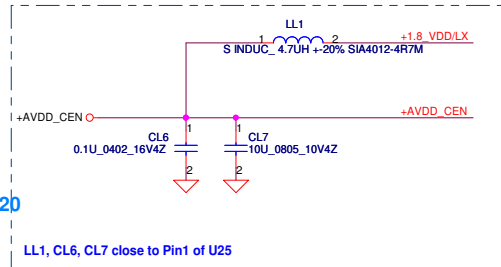 LL1
1 2
+1.8_VDD/LX
S INDUC_ 4.7UH +-20% SIA4012-4R7M
+AVDD_CEN
+AVDD_CEN
1
CL6
0.1U_0402_16V4Z
2
1
CL7
10U_0805_10V4Z
2
20
LL1, CL6, CL7 close to Pin1 of U25